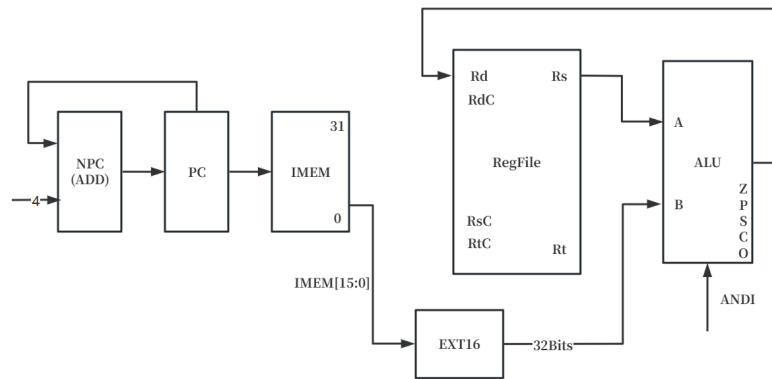 Rd
Rs
RdC
31
A
NPC
(ADD)
PC
IMEM
RegFile
ALU
4
0
RsC
RtC
Rt
B
Z
P
S
C
O
IMEM[15:0]
ANDI
EXT16
32Bits